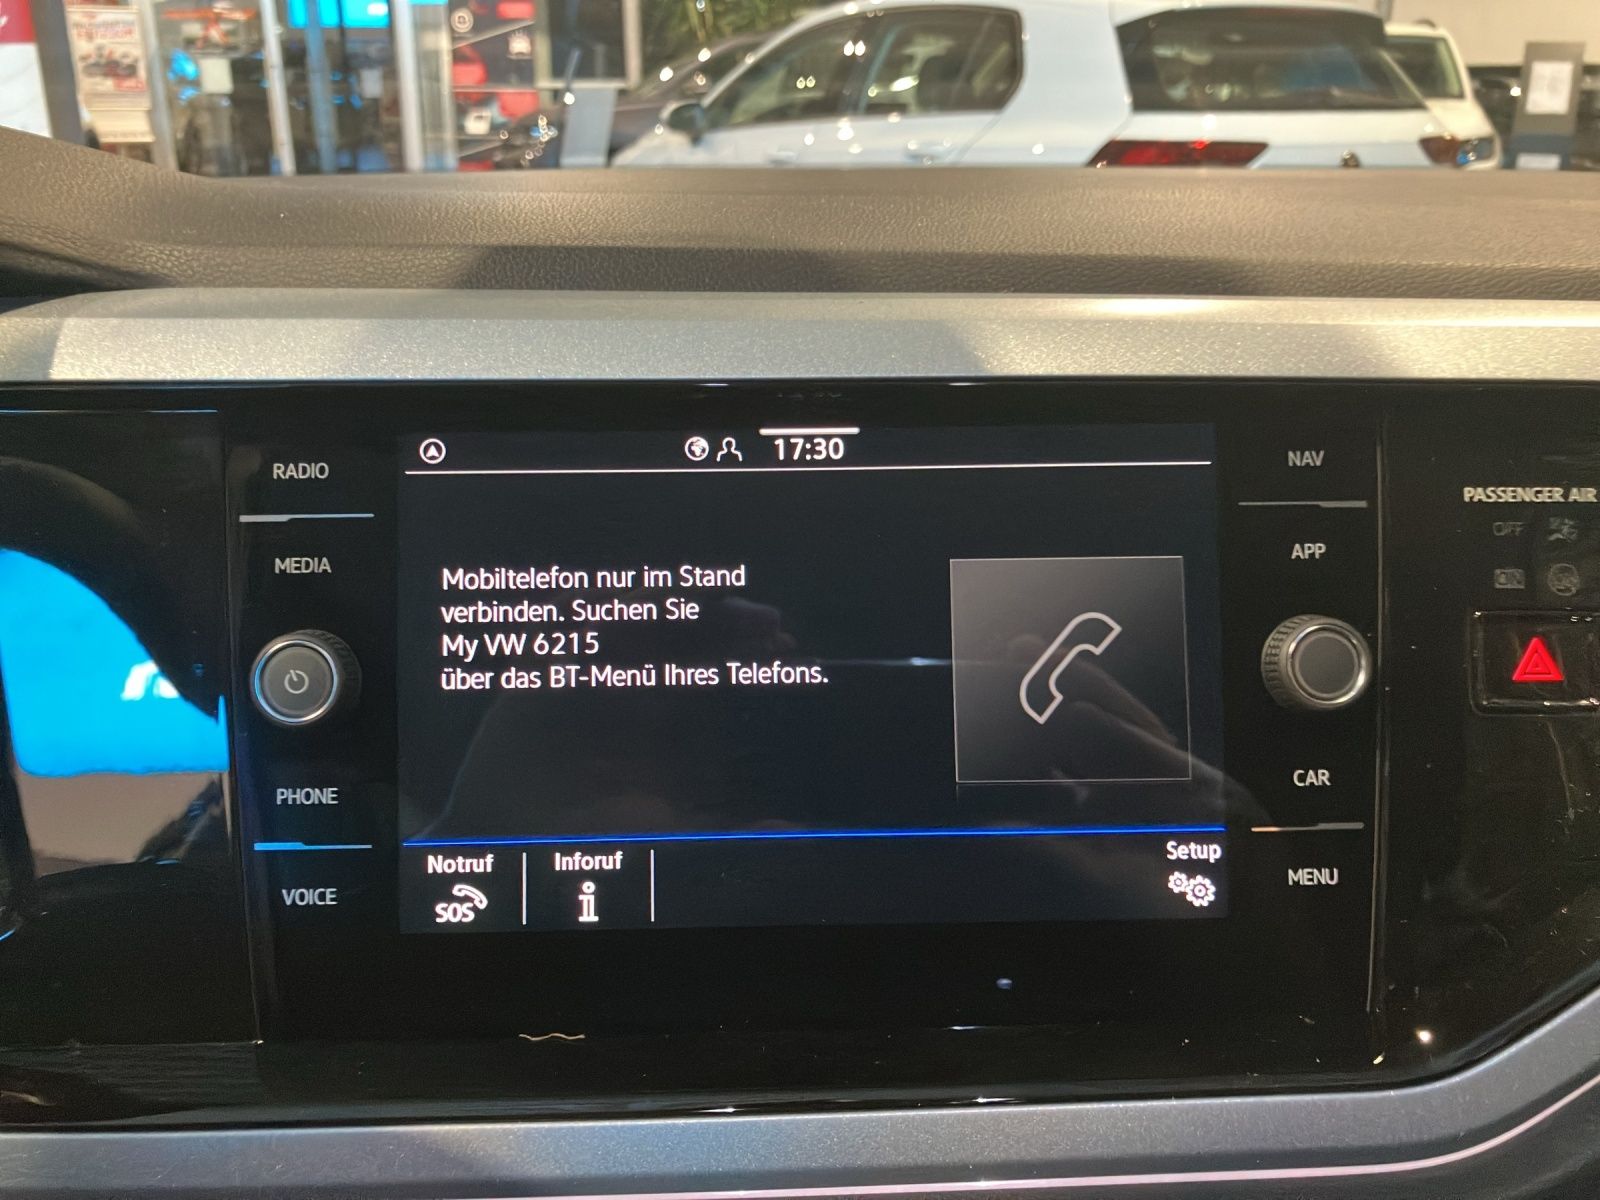 17:30
RADIO
NAV
PASSENGER AIR
OFF
MEDIA
APP
ON
Mobiltelefon nur im Stand
verbinden. Suchen Sie
My VW 6215
über das BT-Menü Ihres Telefons.
PHONE
CAR
Notruf
Inforuf
Setup
SOS
i
VOICE
MENU